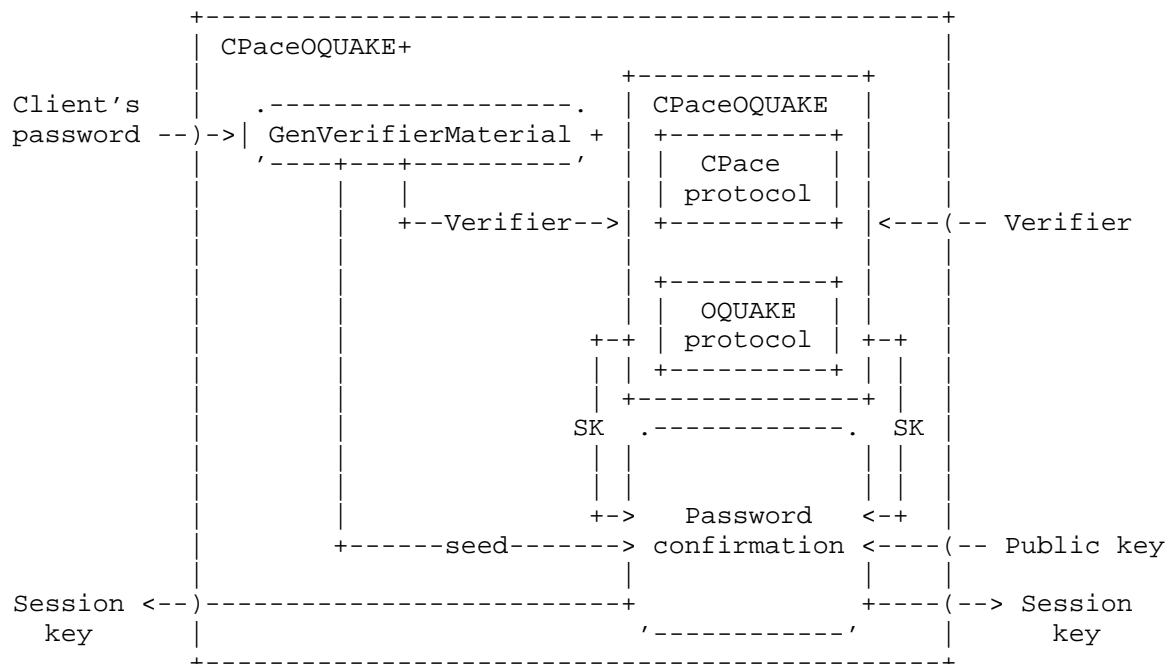 CPaceOQUAKE+
Client's CPaceOQUAKE
password GenVerifierMaterial
CPace
protocol
Verifier Verifier
OQUAKE
protocol
SK SK
Password
seed confirmation Public key
Session Session
key key